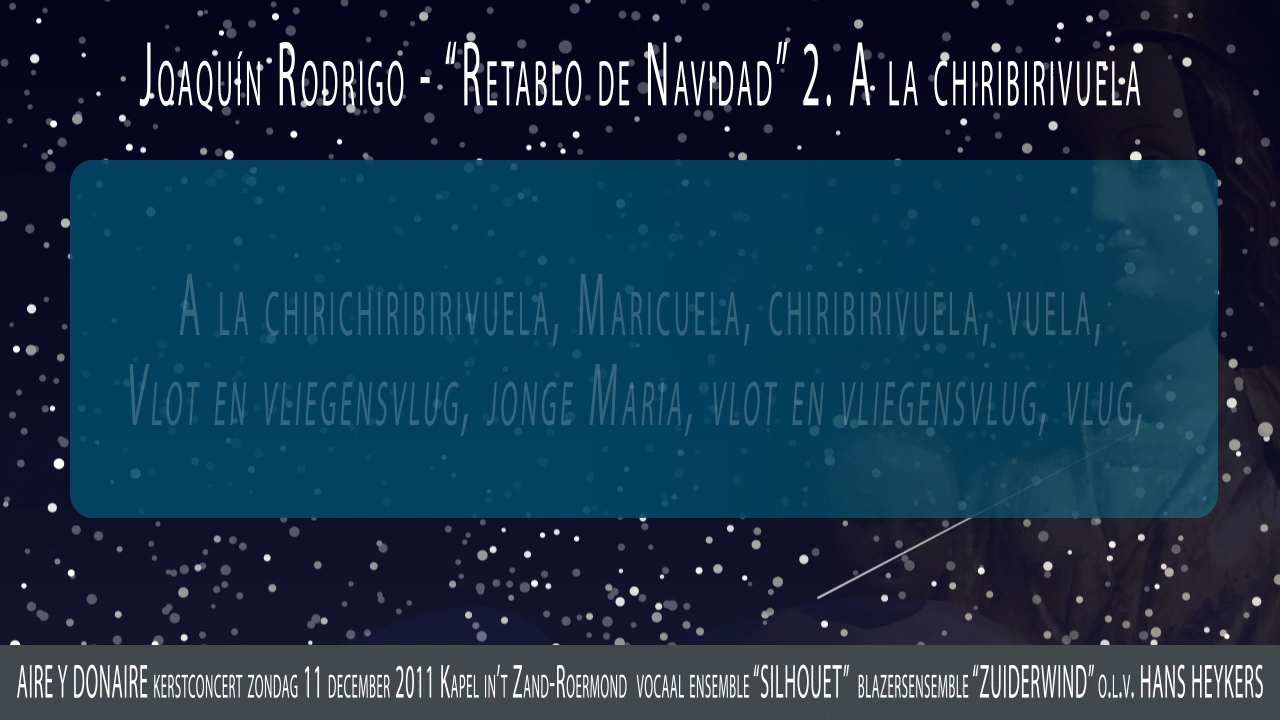 Joaquín Rodrigo - “Retablo de Navidad” 2. A la chiribirivuela
A la chirichiribirivuela, Maricuela, chiribirivuela, vuela,
Vlot en vliegensvlug, jonge Maria, vlot en vliegensvlug, vlug,
AIRE Y DONAIRE kerstconcert zondag 11 december 2011 Kapel in't Zand-Roermond vocaal ensemble “SILHOUET” blazersensemble “ZUIDERWIND” o.l.v. HANS HEYKERS